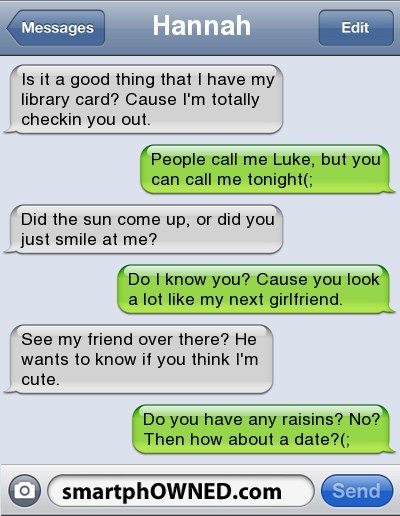 Messages
Hannah
Edit
Is it a good thing that I have my
library card? Cause I'm totally
checkin you out.
People call me Luke, but you
can call me tonight(;
Did the sun come up, or did you
just smile at me?
Do I know you? Cause you look
a lot like my next girlfriend.
See my friend over there? He
wants to know if you think I'm
cute.
Do you have any raisins? No?
Then how about a date?(;
smartphOWNED.com
Send